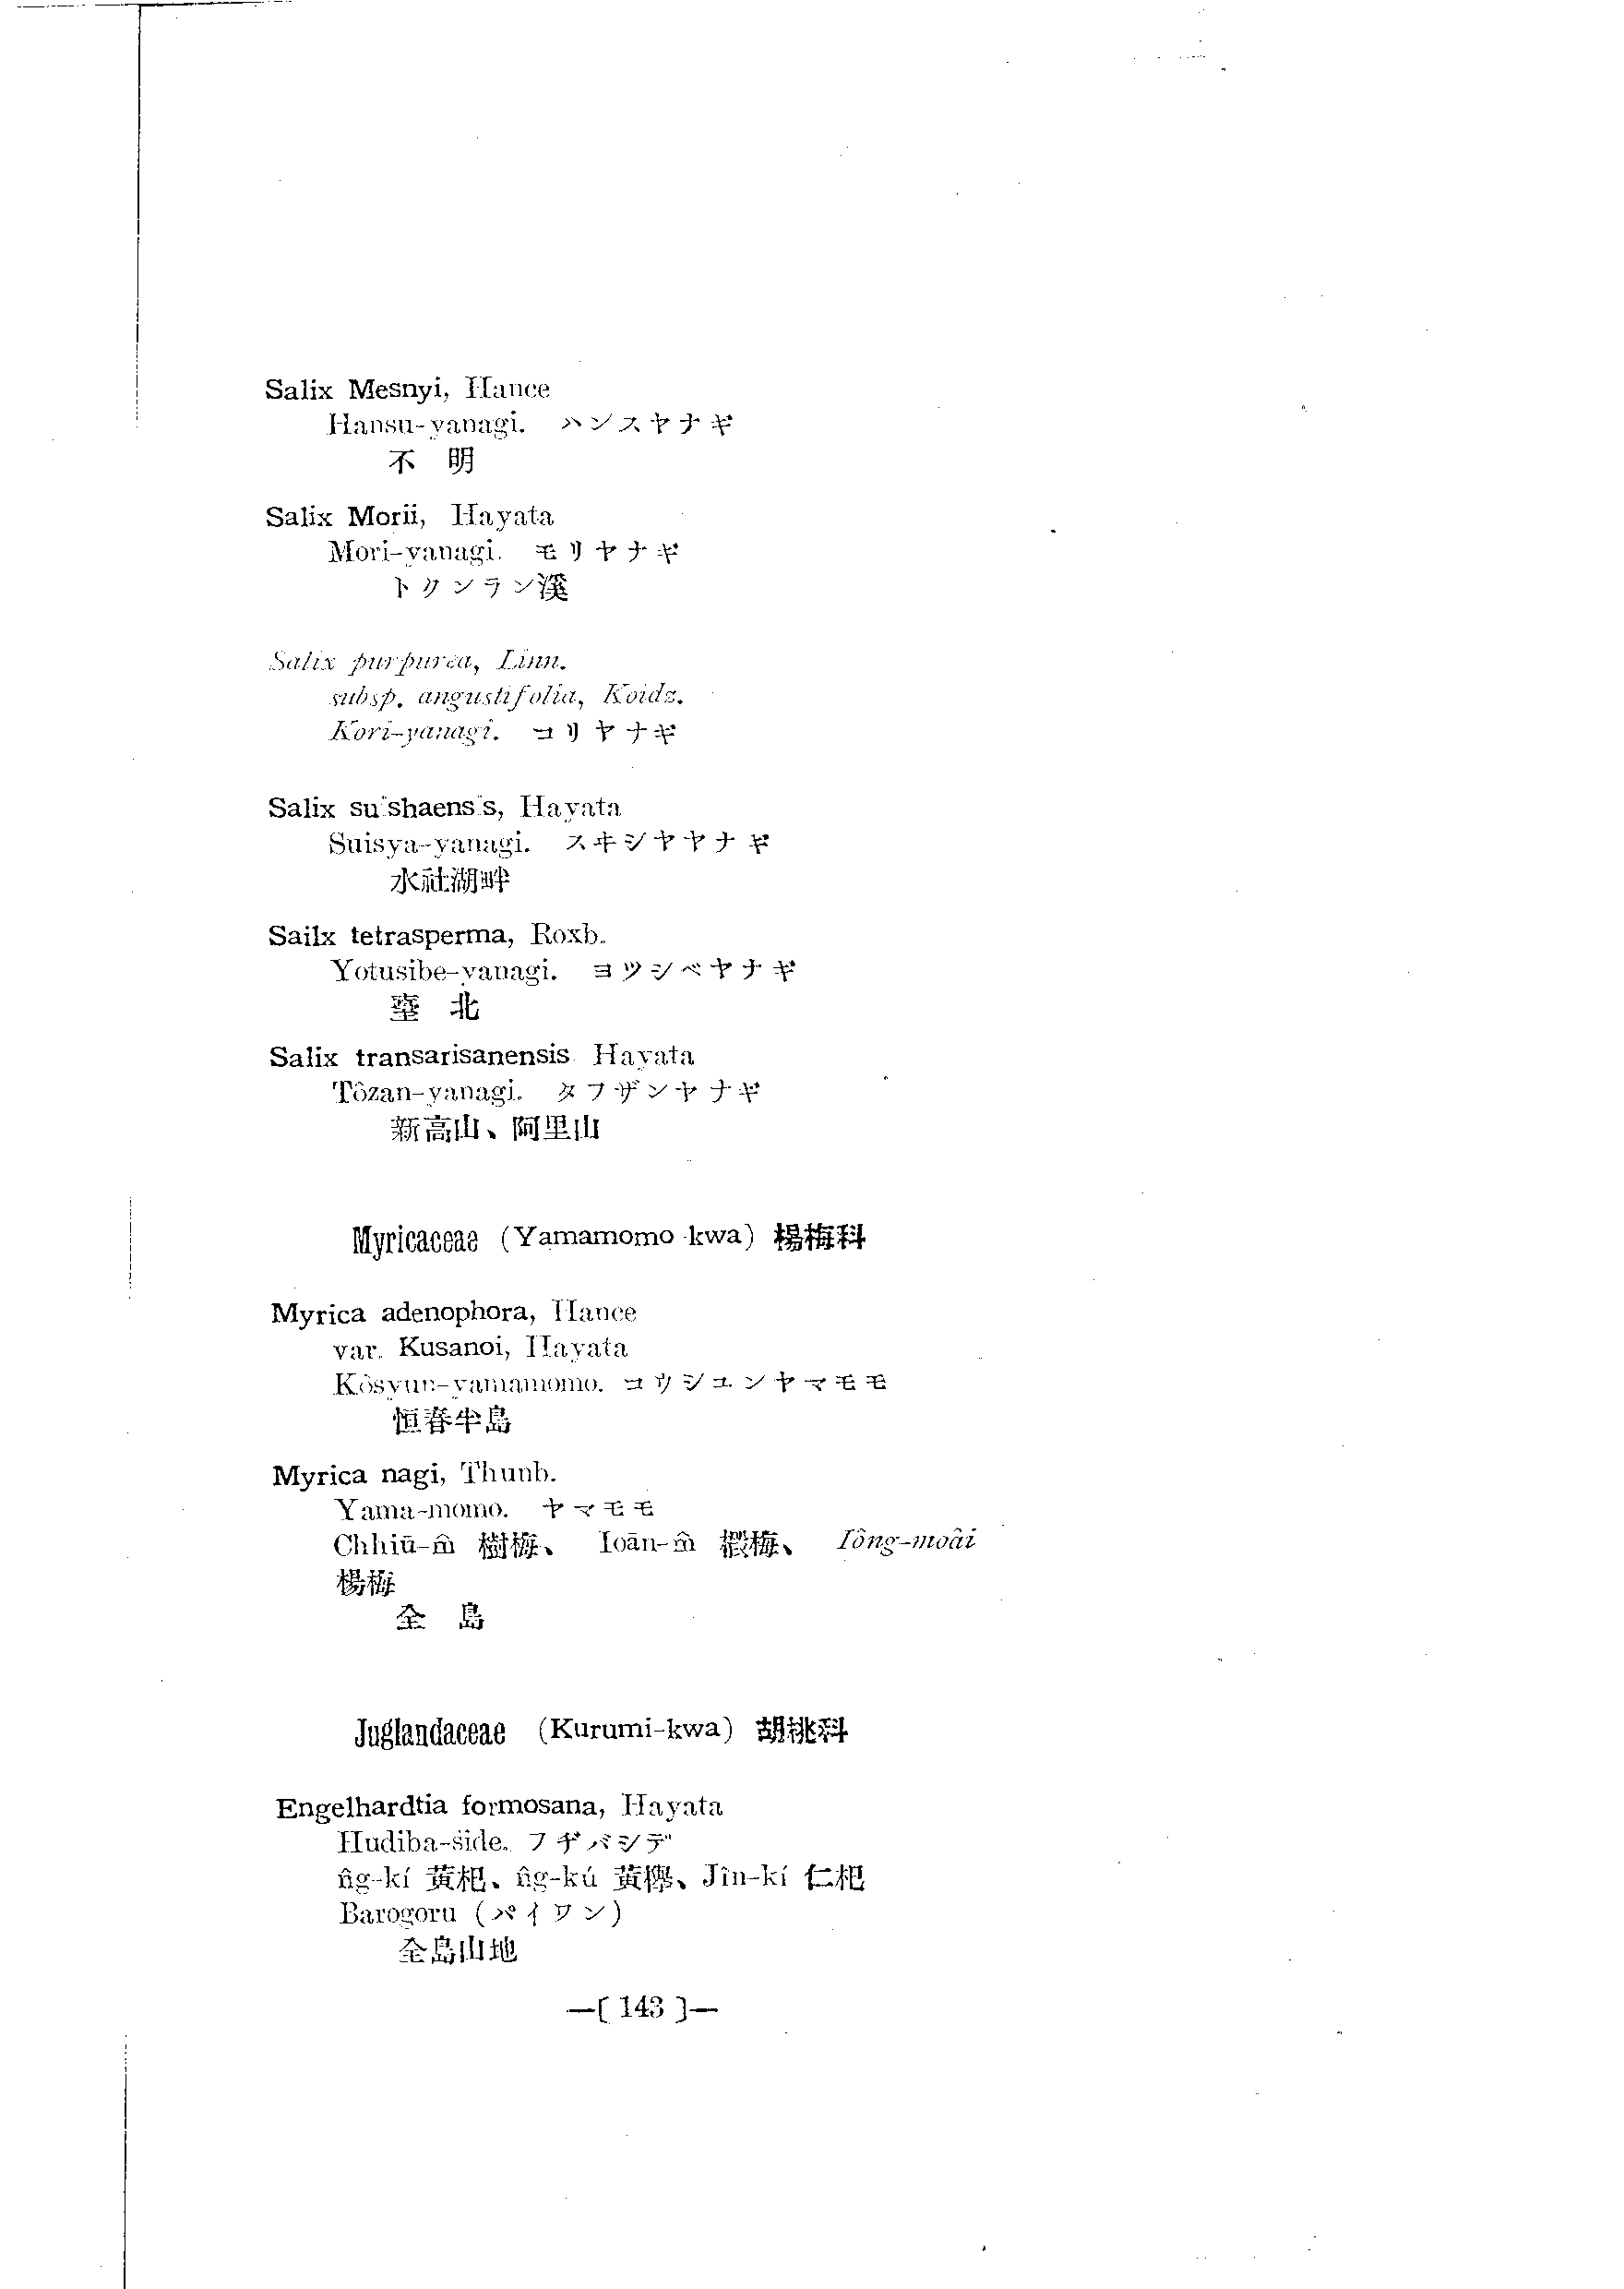 Salix Mesnyi, Hance
Hansu-yanagi. ハンスヤナギ
不 明
Salix Morii, Hayata
Mori-yanagi. モリヤナギ
トリンラン溪
Salix purpurea, Linn.
subsp. angustifolia, Koidz.
Kori-yanagi. コリヤナギ
Salix suishaensis, Hayata
Suisya-yanagi. スヰシヤヤナギ
水社湖畔
Sailx tetrasperma, Roxb.
Yotusibe-yanagi. ヨツシベヤナギ
臺 北
Salix transarisanensis Hayata
Tôzan-yanagi. タフザンヤナギ
新高山、阿里山
Myricaceae (Yamamomo-kwa) 楊梅科
Myrica adenophora, Hance
var. Kusanoi, Hayata
Kôsyun-yamamomo. コウシユンヤマモモ
恒春半島
Myrica nagi, Thunb.
Yama-momo. ヤマモモ
Chhiū-m̂ 樹梅、 Ioān-m̂ 梅、 Iông-moâi
楊梅
全 島
Juglandaceae (Kurumi-kwa) 胡桃科
Engelhardtia formosana, Hayata
Hudiba-side. フヂバシデ
n̂g-kí 黃杞、n̂g-kú 黃櫸、Jîn-kí 仁杞
Barogoru (パイワン)
全島山地
—[ 143 ]—